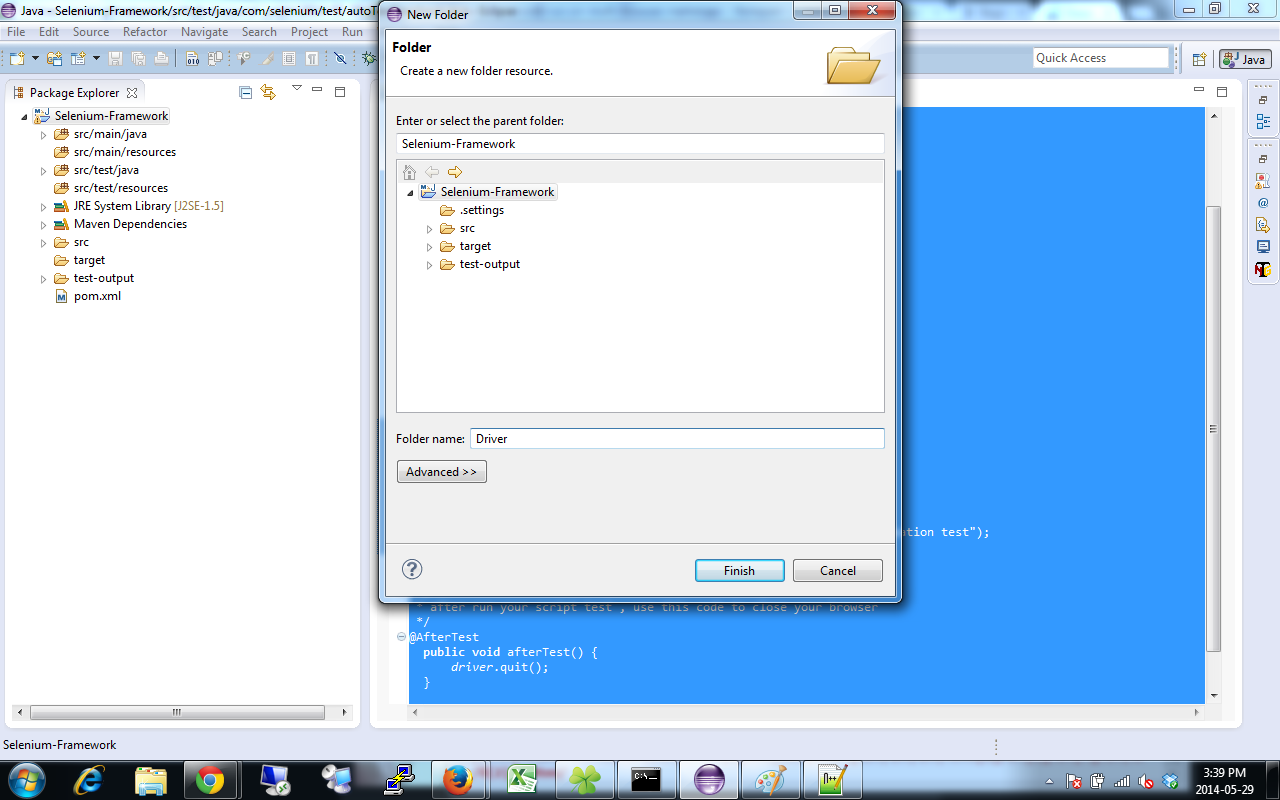 Java - Selenium-Framework/src/test/java/com/selenium/test/autoT
New Folder
File Edit Source Refactor Navigate Search Project Run
Quick Access
Java
Package Explorer
Selenium-Framework
src/main/java
src/main/resources
src/test/java
src/test/resources
JRE System Library [J2SE-1.5]
Maven Dependencies
src
target
test-output
pom.xml
Folder
Create a new folder resource.
Enter or select the parent folder:
Selenium-Framework
Selenium-Framework
.settings
src
target
test-output
Folder name: Driver
Advanced >>
Finish
Cancel
ation test");
* after run your script test , use this code to close your browser
*/
@AfterTest
public void afterTest() {
driver.quit();
}
Selenium-Framework
3:39 PM
2014-05-29